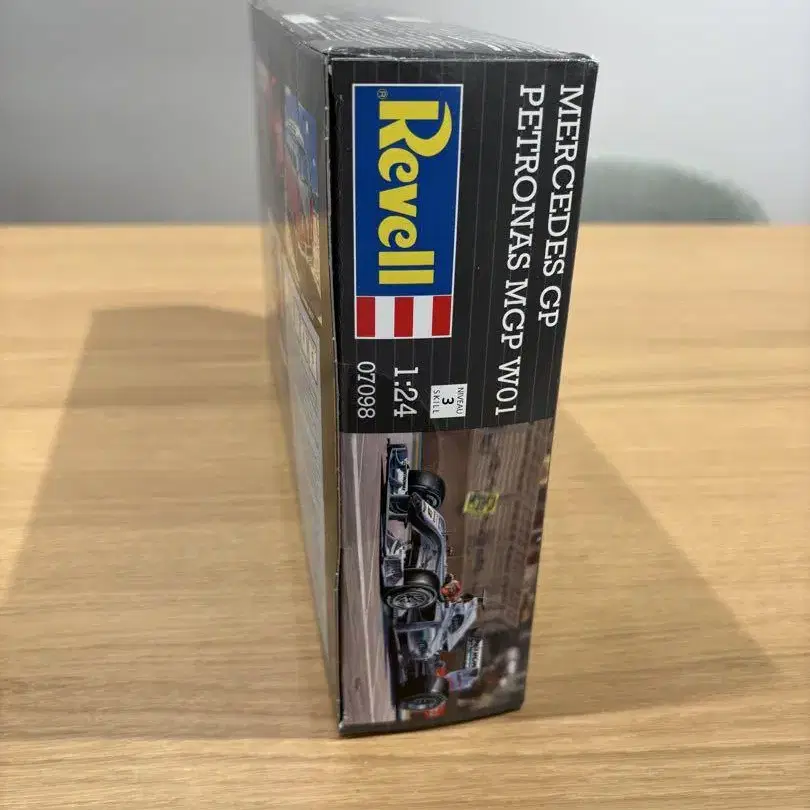 Revell®
MERCEDES GP
PETRONAS MGP W01
1:24
07098
NIVEAU
3
SKILL